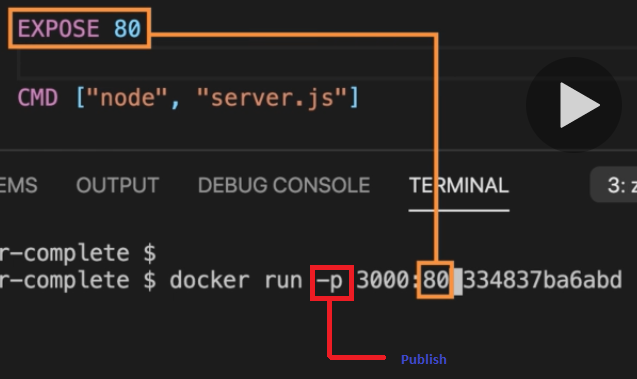 EXPOSE 80
CMD ["node", "server.js"]
EMS OUTPUT DEBUG CONSOLE TERMINAL 3: z
r-complete $
r-complete $ docker run -p 3000:80 334837ba6abd
Publish